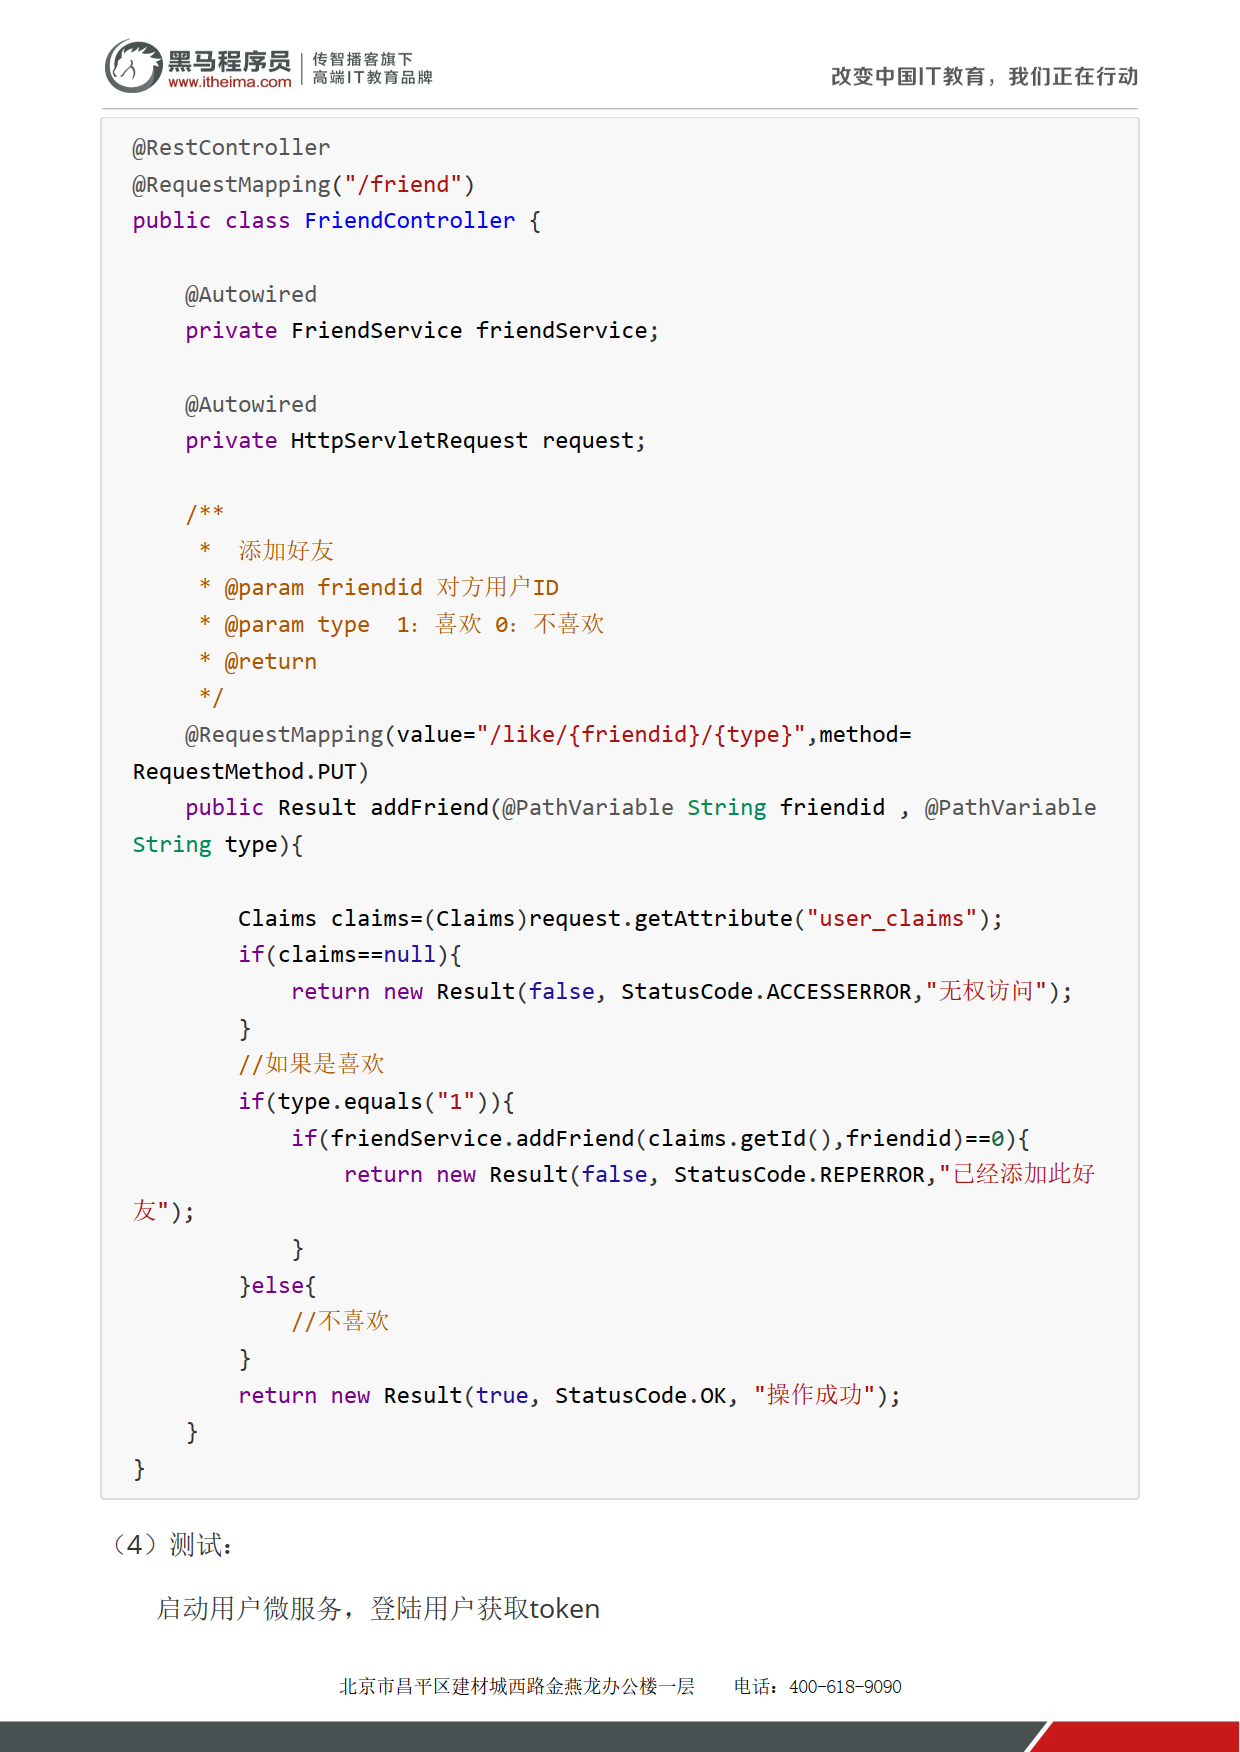 黑马程序员
www.itheima.com
传智播客旗下
高端IT教育品牌
改变中国IT教育，我们正在行动
@RestController
@RequestMapping("/friend")
public class FriendController {
    @Autowired
    private FriendService friendService;
    @Autowired
    private HttpServletRequest request;
    /**
     *  添加好友
     * @param friendid 对方用户ID
     * @param type  1：喜欢 0：不喜欢
     * @return
     */
    @RequestMapping(value="/like/{friendid}/{type}",method=
RequestMethod.PUT)
    public Result addFriend(@PathVariable String friendid , @PathVariable
String type){
        Claims claims=(Claims)request.getAttribute("user_claims");
        if(claims==null){
            return new Result(false, StatusCode.ACCESSERROR,"无权访问");
        }
        //如果是喜欢
        if(type.equals("1")){
            if(friendService.addFriend(claims.getId(),friendid)==0){
                return new Result(false, StatusCode.REPERROR,"已经添加此好
友");
            }
        }else{
            //不喜欢
        }
        return new Result(true, StatusCode.OK, "操作成功");
    }
}
（4）测试：
启动用户微服务，登陆用户获取token
北京市昌平区建材城西路金燕龙办公楼一层    电话：400-618-9090